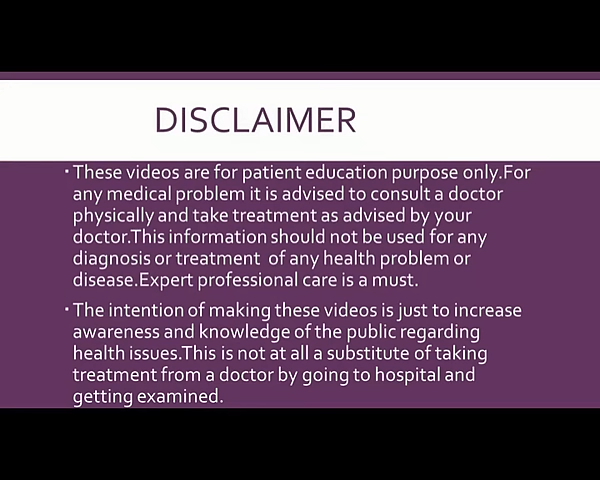 DISCLAIMER
• These videos are for patient education purpose only.For
any medical problem it is advised to consult a doctor
physically and take treatment as advised by your
doctor.This information should not be used for any
diagnosis or treatment of any health problem or
disease.Expert professional care is a must.
• The intention of making these videos is just to increase
awareness and knowledge of the public regarding
health issues.This is not at all a substitute of taking
treatment from a doctor by going to hospital and
getting examined.